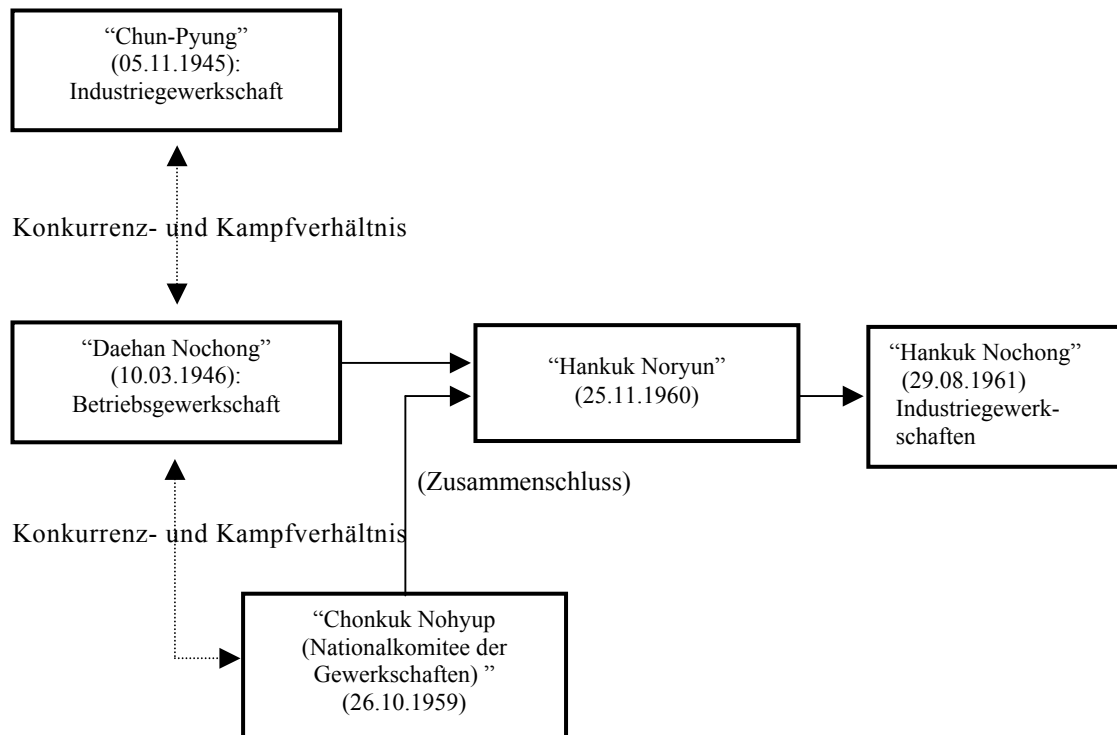 “Chun-Pyung”
(05.11.1945):
Industriegewerkschaft
Konkurrenz- und Kampfverhältnis
“Daehan Nochong”
(10.03.1946):
Betriebsgewerkschaft
“Hankuk Noryun”
(25.11.1960)
“Hankuk Nochong”
(29.08.1961)
Industriegewerk-
schaften
(Zusammenschluss)
Konkurrenz- und Kampfverhältnis
“Chonkuk Nohyup
(Nationalkomitee der
Gewerkschaften) ”
(26.10.1959)